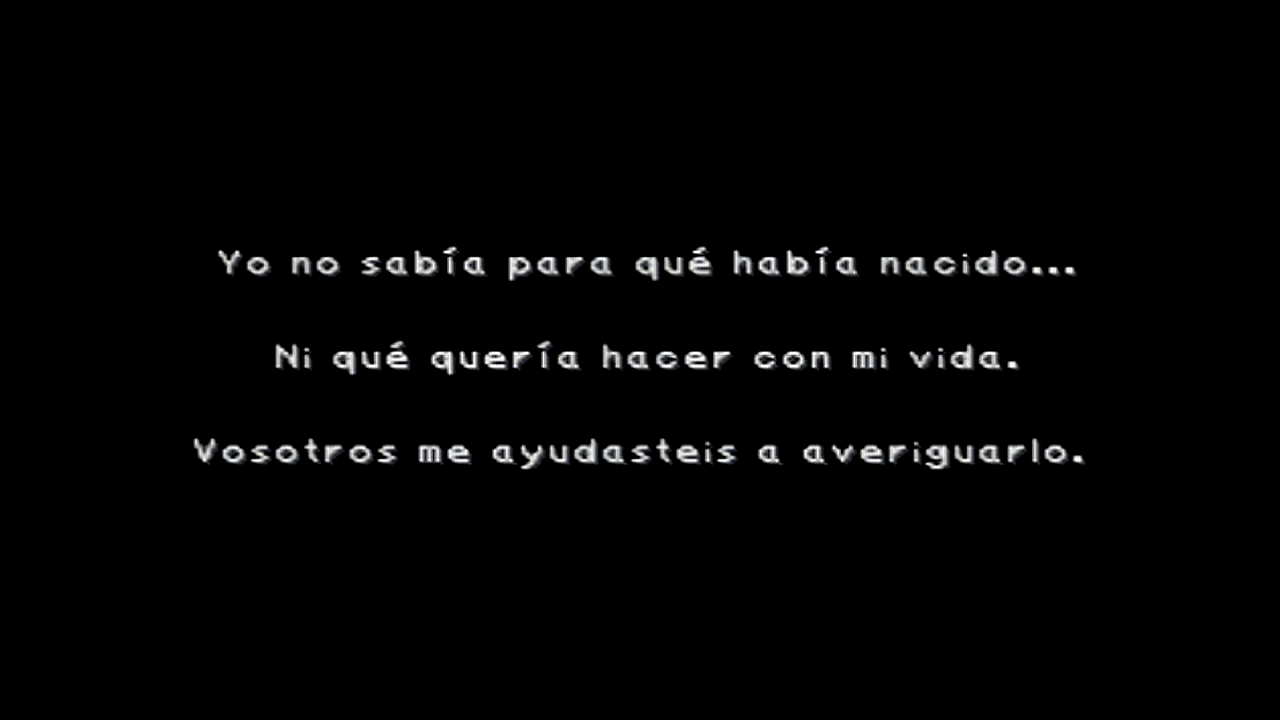 Yo no sabía para qué había nacido...
Ni qué quería hacer con mi vida.
Vosotros me ayudasteis a averiguarlo.